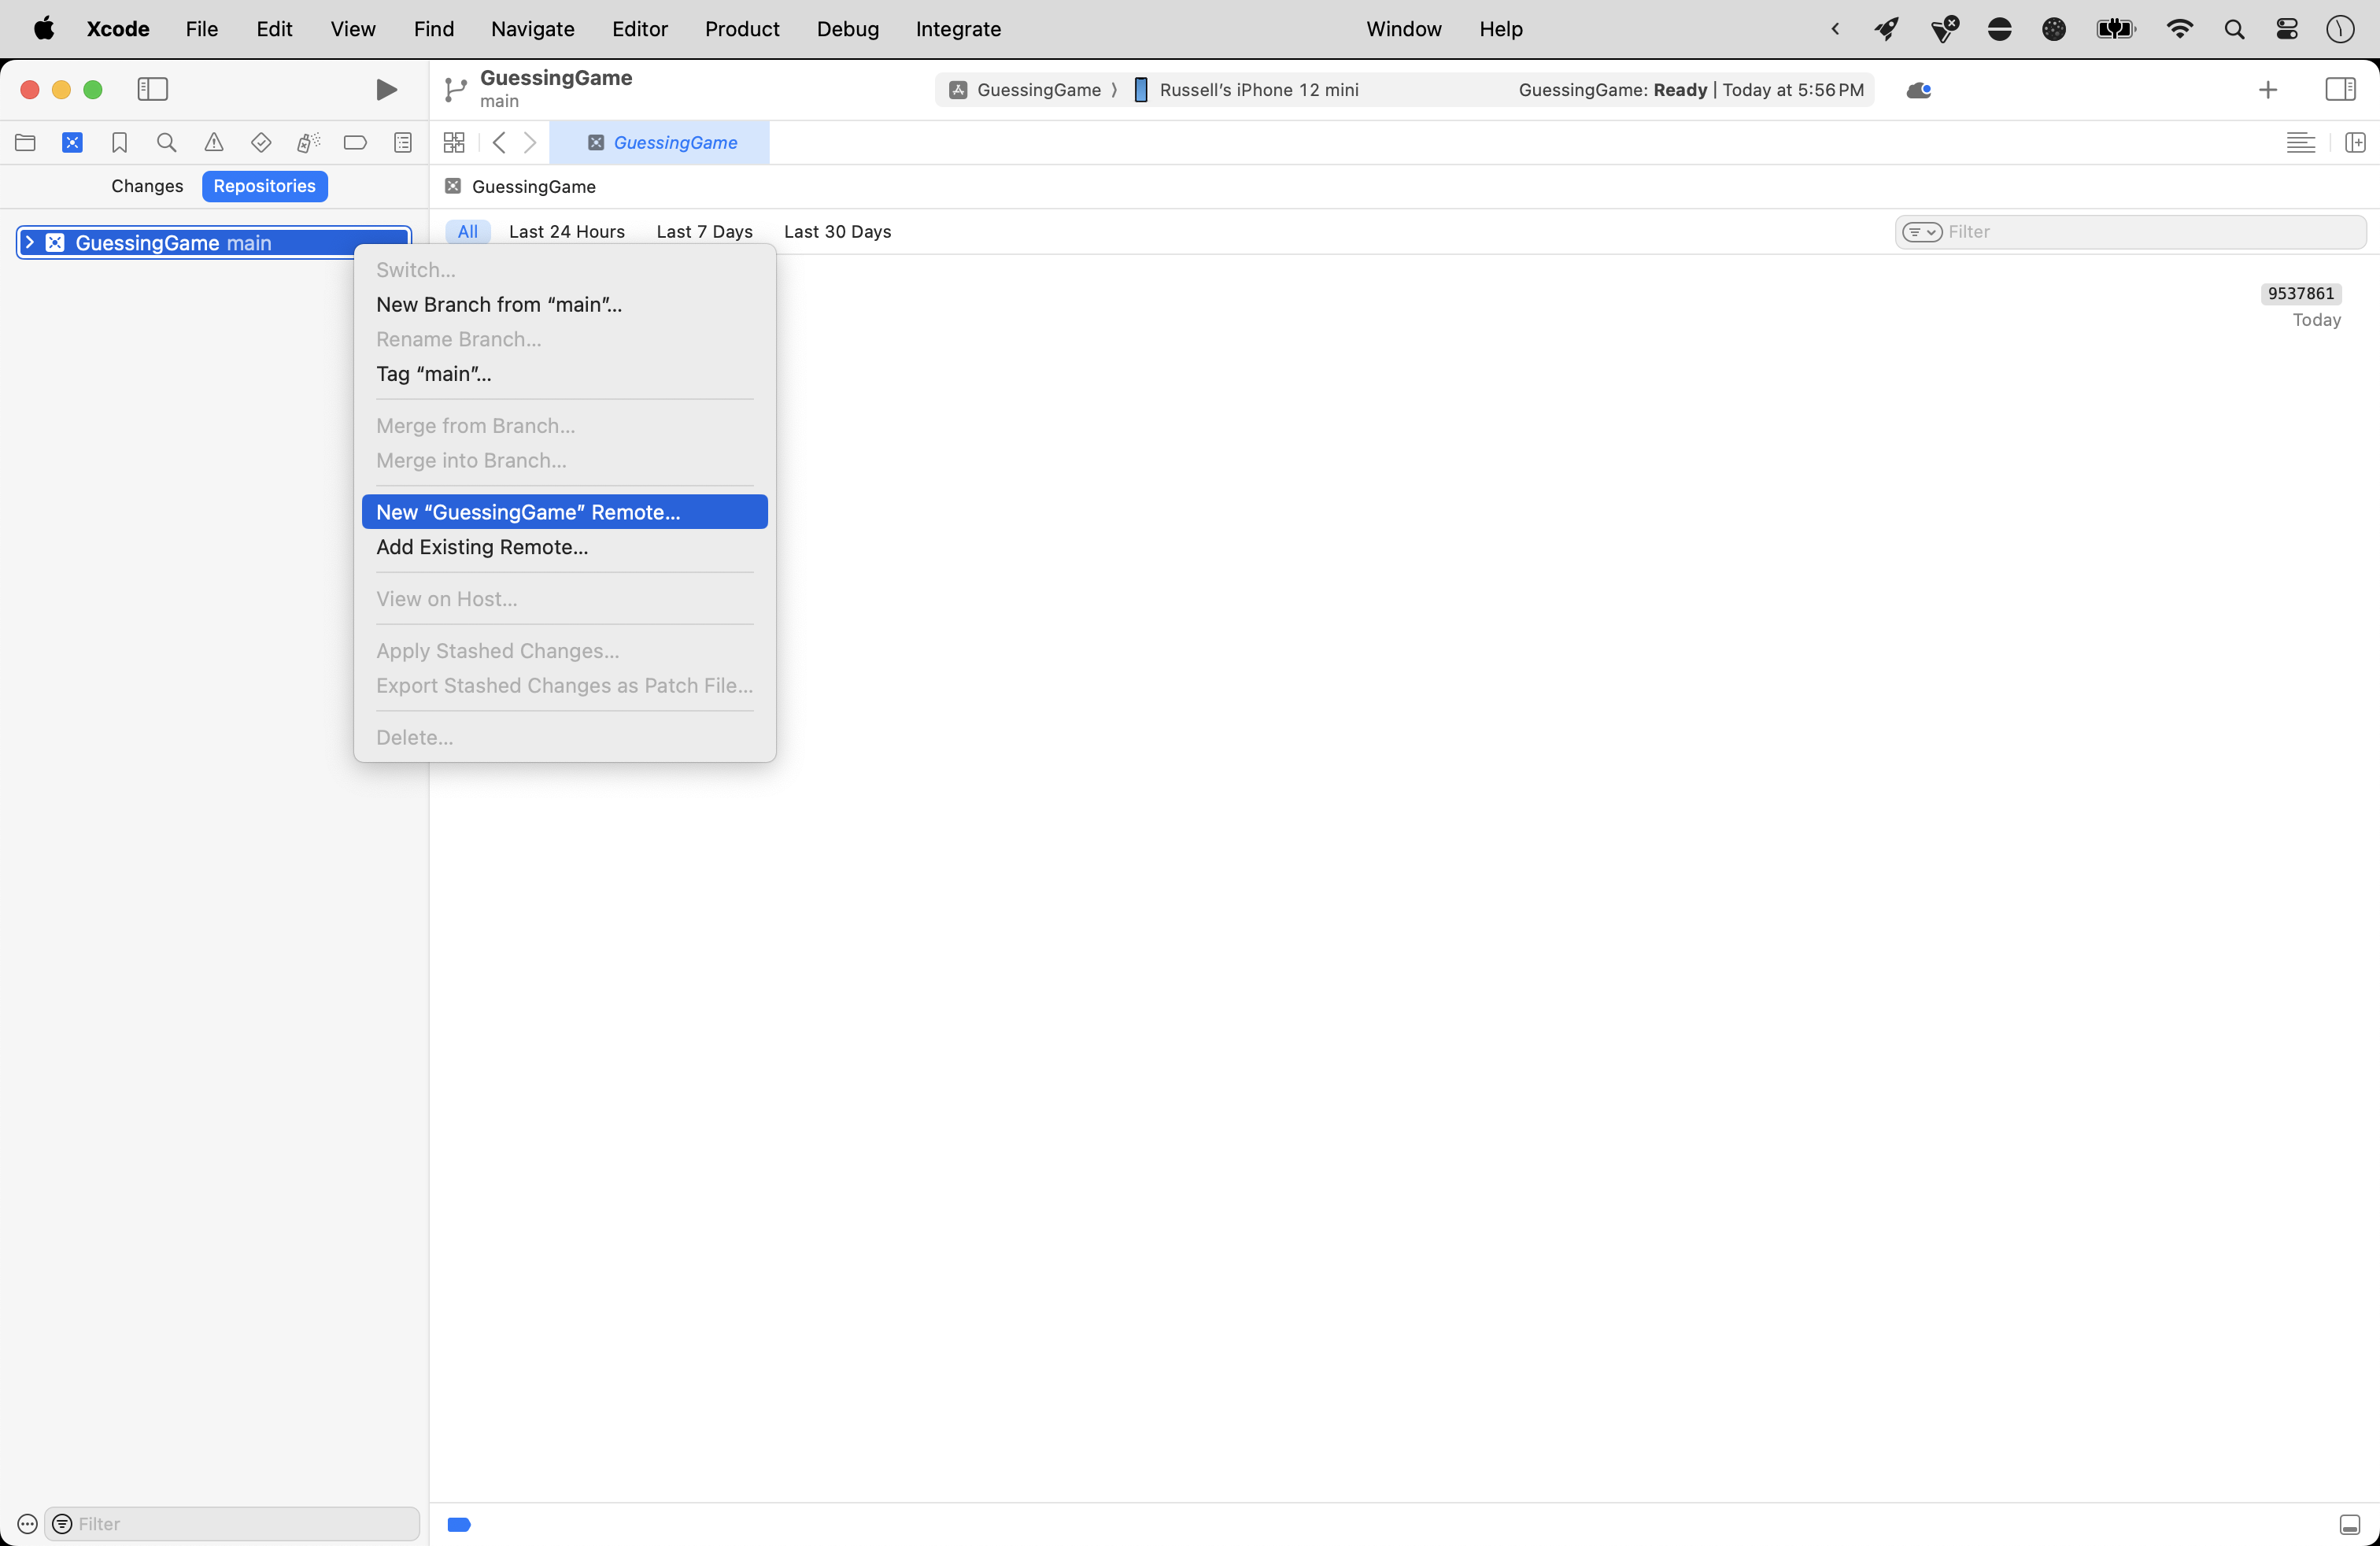 Xcode File Edit View Find Navigate Editor Product Debug Integrate Window Help
GuessingGame
main
GuessingGame
Russell’s iPhone 12 mini
GuessingGame: Ready | Today at 5:56 PM
GuessingGame
Changes Repositories
GuessingGame
GuessingGame main
All Last 24 Hours Last 7 Days Last 30 Days
Filter
9537861
Today
Switch...
New Branch from “main”...
Rename Branch...
Tag “main”...
Merge from Branch...
Merge into Branch...
New “GuessingGame” Remote...
Add Existing Remote...
View on Host...
Apply Stashed Changes...
Export Stashed Changes as Patch File...
Delete...
Filter